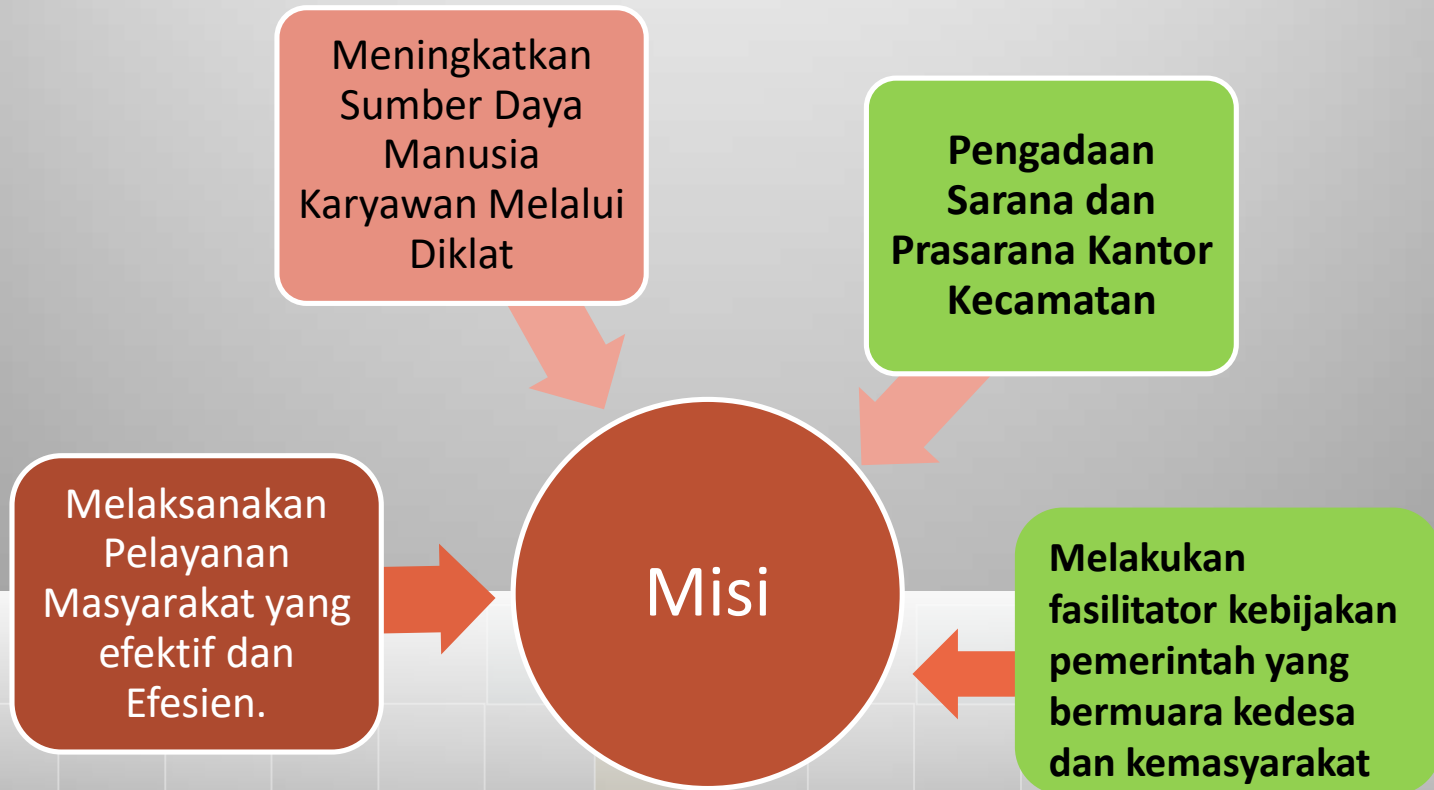 Meningkatkan
Sumber Daya
Manusia
Karyawan Melalui
Diklat
Pengadaan
Sarana dan
Prasarana Kantor
Kecamatan
Melaksanakan
Pelayanan
Masyarakat yang
efektif dan
Efesien.
Misi
Melakukan
fasilitator kebijakan
pemerintah yang
bermuara kedesa
dan kemasyarakat